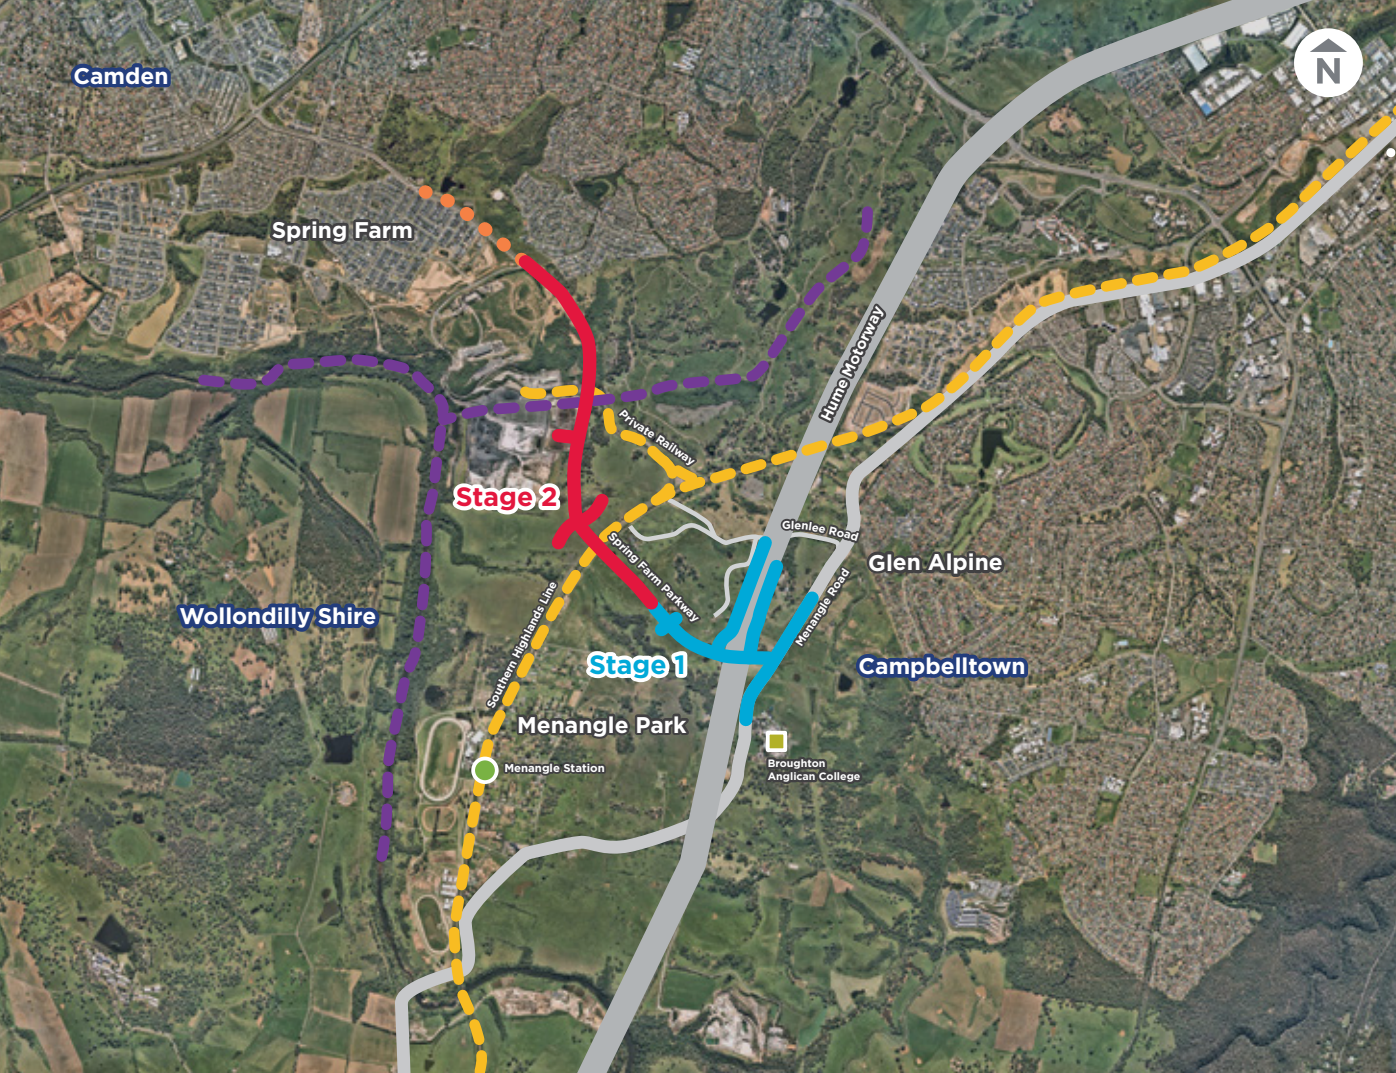 N
Camden
Spring Farm
Hume Motorway
Private Railway
Stage 2
Glenlee Road
Spring Farm Parkway
Glen Alpine
Menangle Road
Southern Highlands Line
Wollondilly Shire
Stage 1
Campbelltown
Menangle Park
Menangle Station
Broughton
Anglican College